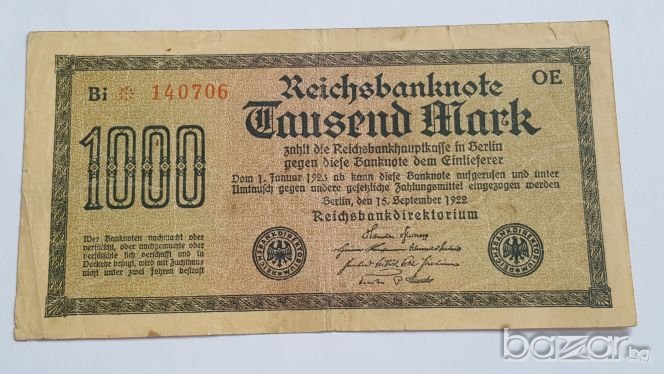 Bi * 140706
Reichsbanknote
OE
1000
Tausend Mark
zahlt die Reichsbankhauptkasse in Berlin
gegen diese Banknote dem Einlieferer
Vom 1. Januar 1923 ab kann diese Banknote aufgerufen und unter
Umtausch gegen andere gesetzliche Zahlungsmittel eingezogen werden
Berlin, den 15. September 1922
Reichsbankdirektorium
Wer Banknoten nachmacht oder
verfälscht, oder nachgemachte oder
verfälschte sich verschafft und in
Verkehr bringt, wird mit Zuchthaus
nicht unter zwei Jahren bestraft
REICHSBANKDIREKTORIUM
REICHSBANKDIREKTORIUM
bazar.bg